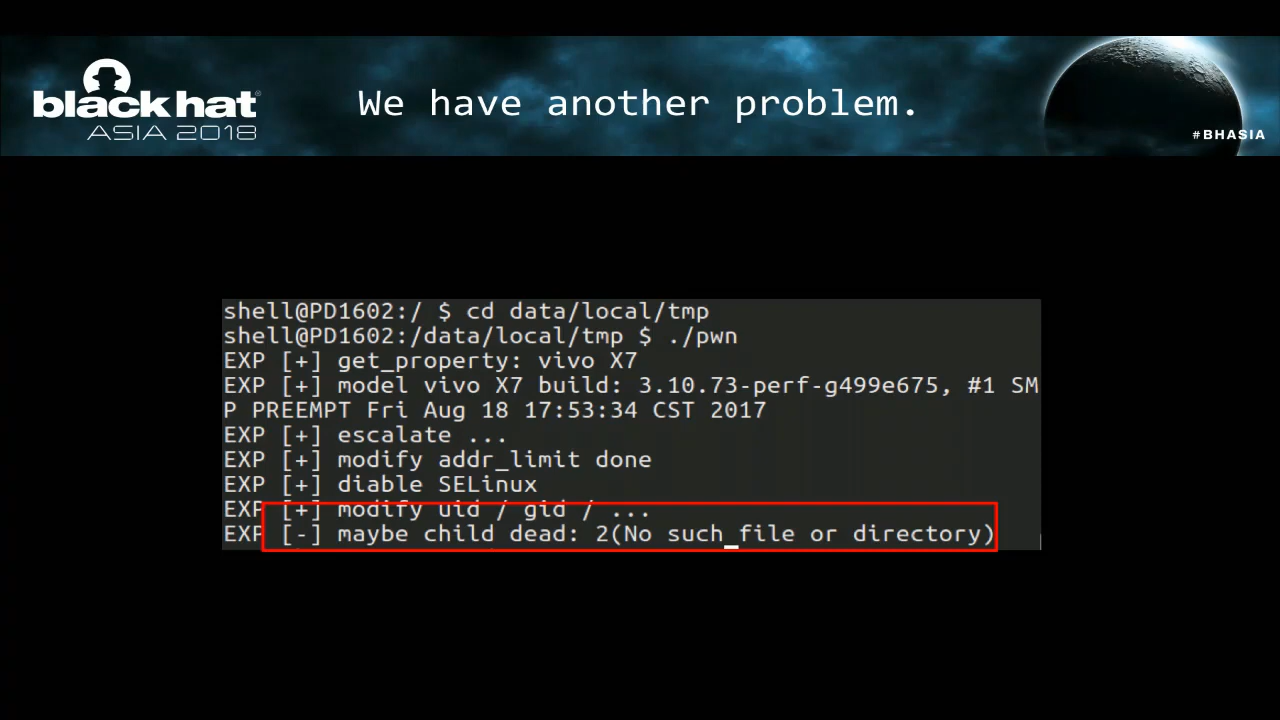 black hat®
ASIA 2018
We have another problem.
#BHASIA
shell@PD1602:/ $ cd data/local/tmp
shell@PD1602:/data/local/tmp $ ./pwn
EXP [+] get_property: vivo X7
EXP [+] model vivo X7 build: 3.10.73-perf-g499e675, #1 SM
P PREEMPT Fri Aug 18 17:53:34 CST 2017
EXP [+] escalate ...
EXP [+] modify addr_limit done
EXP [+] diable SELinux
EXP [+] modify uid / gid / ...
EXP [-] maybe child dead: 2(No such file or directory)